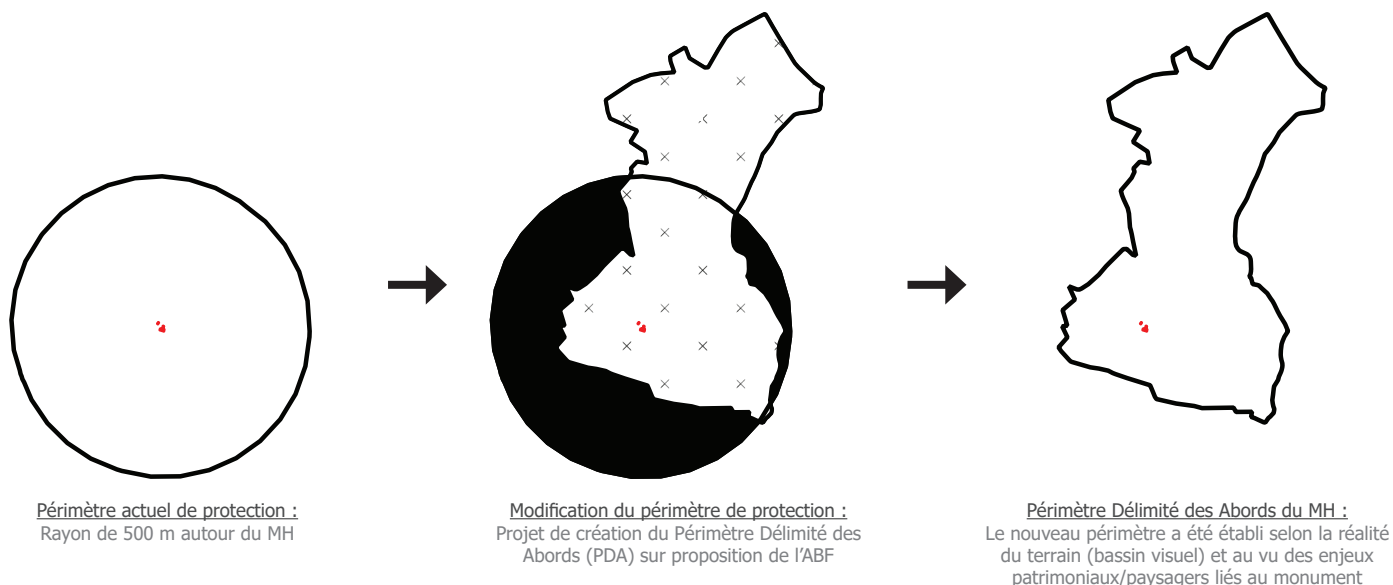 Périmètre actuel de protection :
Rayon de 500 m autour du MH
Modification du périmètre de protection :
Projet de création du Périmètre Délimité des
Abords (PDA) sur proposition de l'ABF
Périmètre Délimité des Abords du MH :
Le nouveau périmètre a été établi selon la réalité
du terrain (bassin visuel) et au vu des enjeux
patrimoniaux/paysagers liés au monument